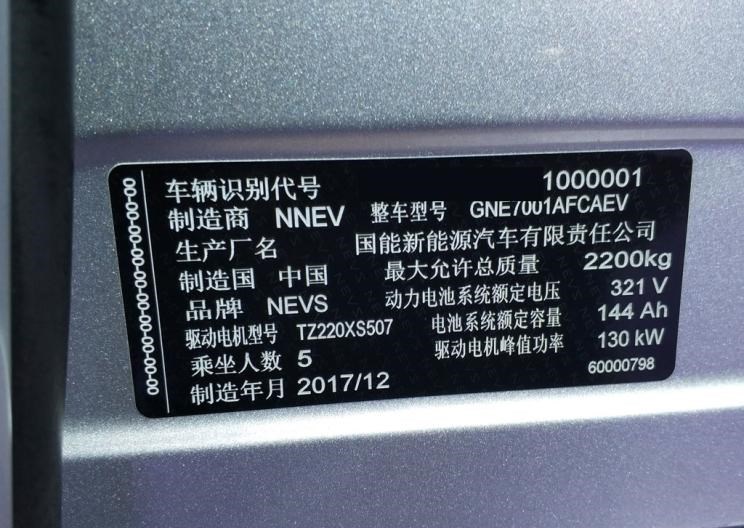 车辆识别代号 1000001
制造商 NNEV 整车型号 GNE7001AFCAEV
生产厂名 国能新能源汽车有限责任公司
制造国 中国 最大允许总质量 2200kg
品牌 NEVS 动力电池系统额定电压 321 V
驱动电机型号 TZ220XS507 电池系统额定容量 144 Ah
乘坐人数 5 驱动电机峰值功率 130 kW
制造年月 2017/12 60000798